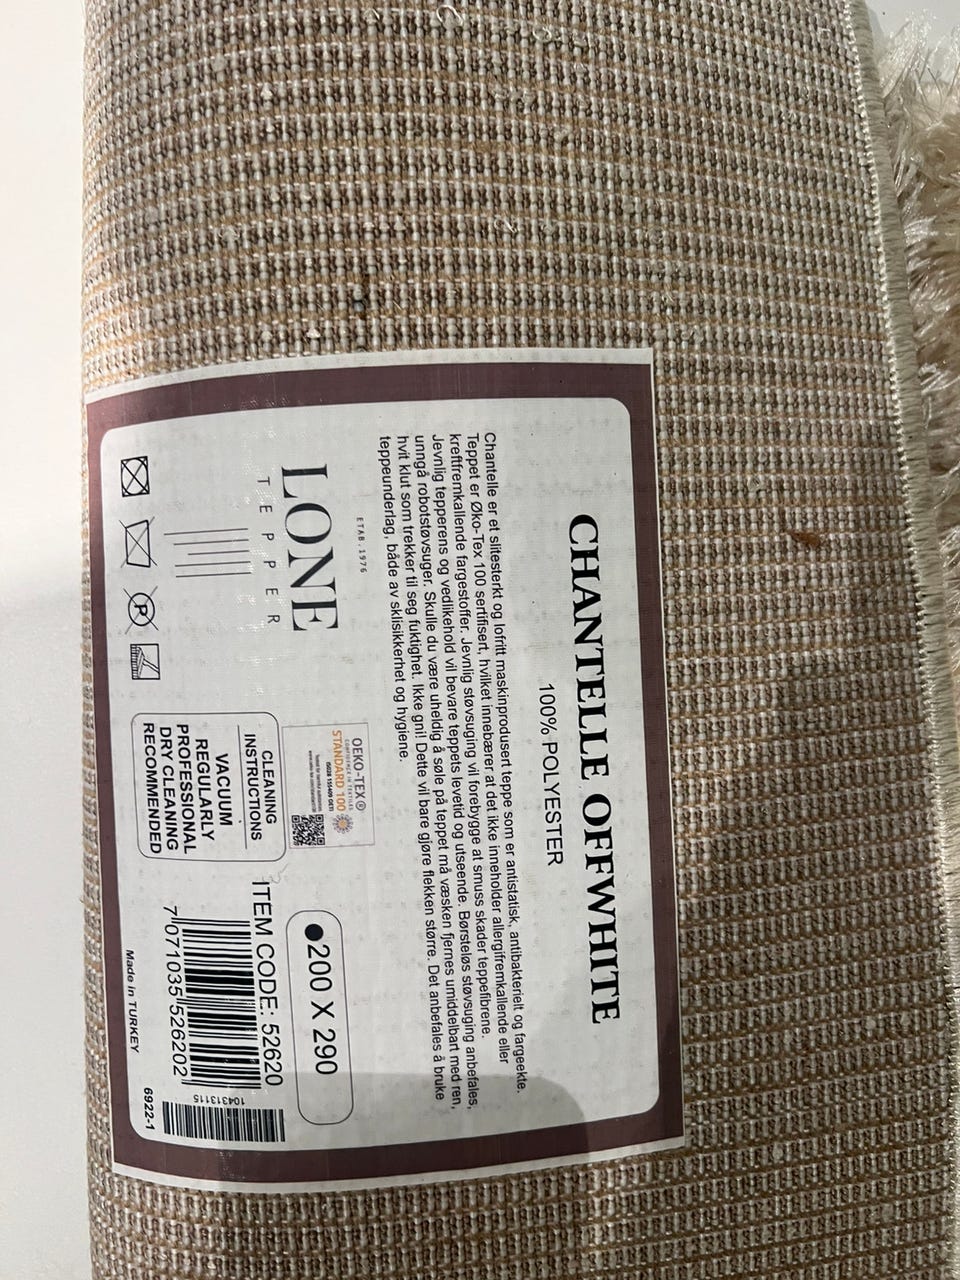 CHANTELLE OFFWHITE
100% POLYESTER
Chantelle er et slitesterkt og lofritt maskinprodusert teppe som er antistatisk, antibakterielt og fargeekte.
Teppet er Øko-Tex 100 sertifisert, hvilket innebærer at det ikke inneholder allergifremkallende eller
kreftfremkallende fargestoffer. Jevnlig støvsuging vil forebygge at smuss skader teppefibrene.
Jevnlig tepperens og vedlikehold vil bevare teppets levetid og utseende. Børsteløs støvsuging anbefales,
unngå robotstøvsuger. Skulle du være uheldig å søle på teppet må væsken fjernes umiddelbart med ren,
hvit klut som trekker til seg fuktighet. Ikke gni! Dette vil bare gjøre flekken større. Det anbefales å bruke
teppeunderlag, både av sklisikkerhet og hygiene.
ETAB.1976
LONE
TEPPER
OEKO-TEX®
CONFIDENCE IN TEXTILES
STANDARD 100
200 X 290
P
CLEANING
INSTRUCTIONS
VACUUM
REGULARLY
PROFESSIONAL
DRY CLEANING
RECOMMENDED
ITEM CODE: 52620
7 071035 526202
104313115
Made In TURKEY
6922-1